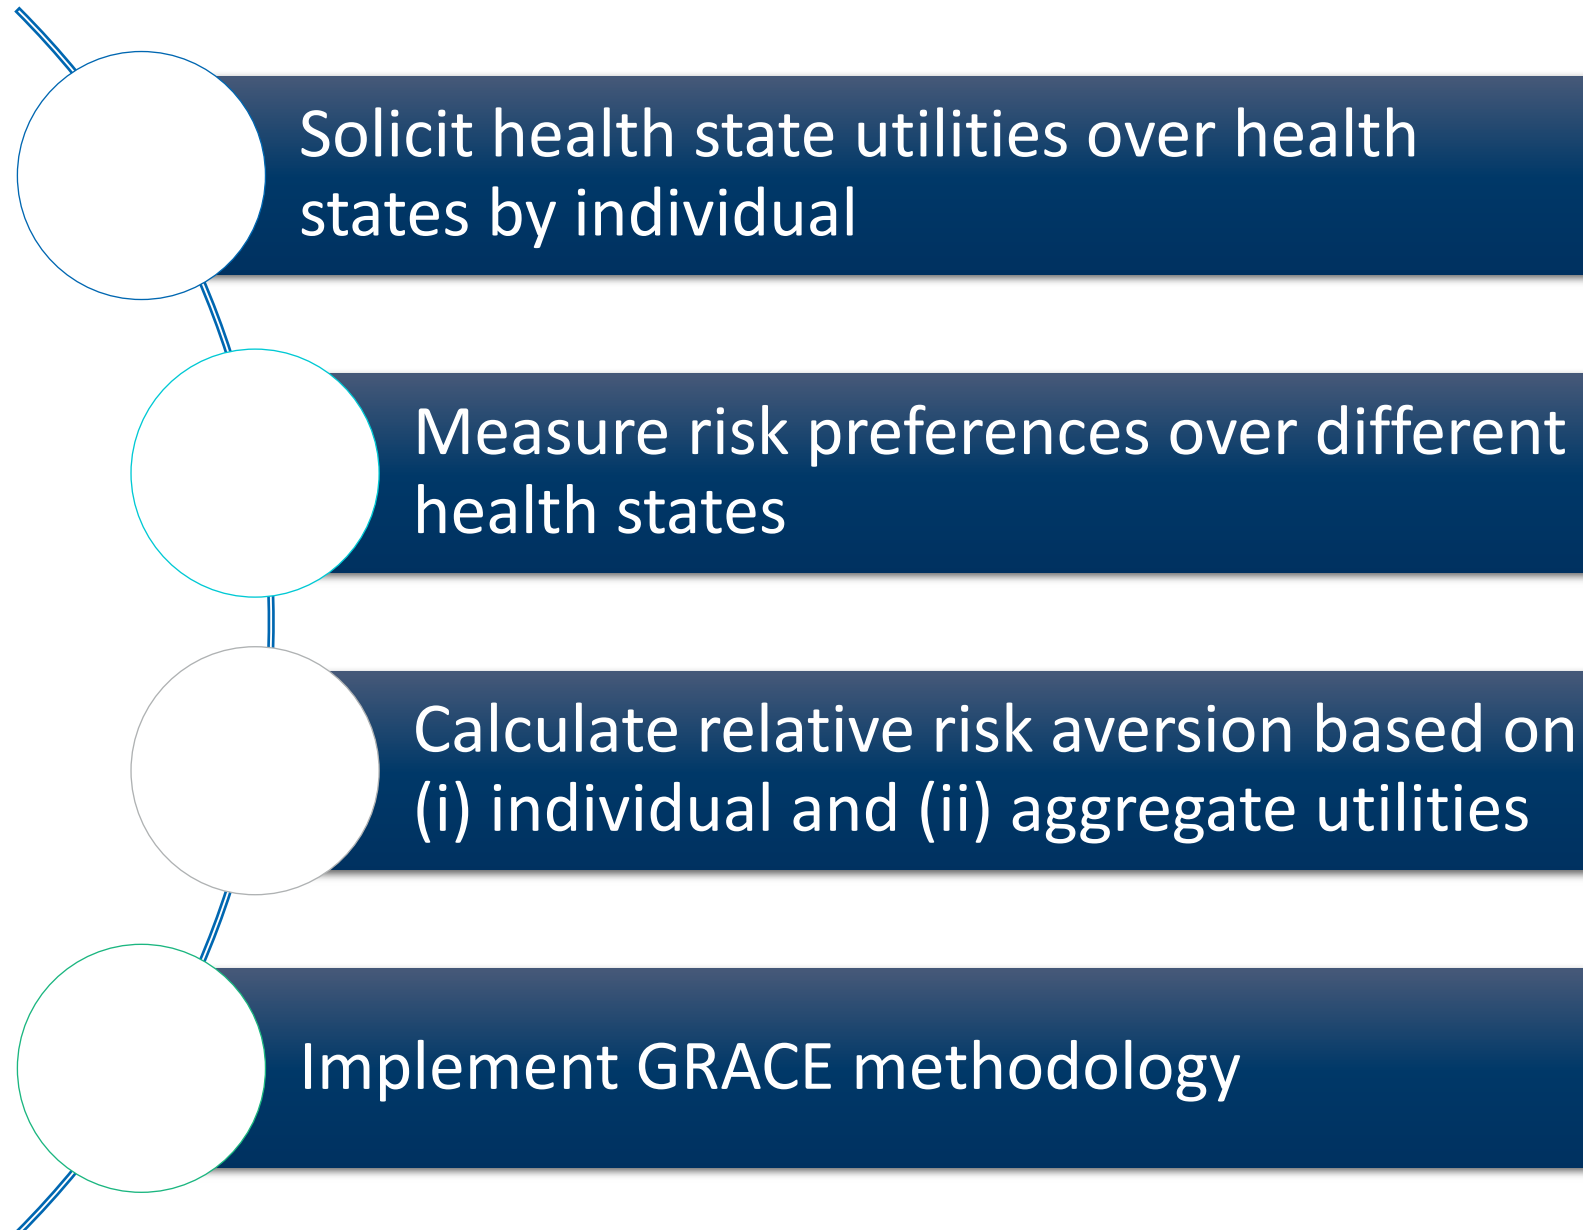 Solicit health state utilities over health
states by individual
Measure risk preferences over different
health states
Calculate relative risk aversion based on
(i) individual and (ii) aggregate utilities
Implement GRACE methodology